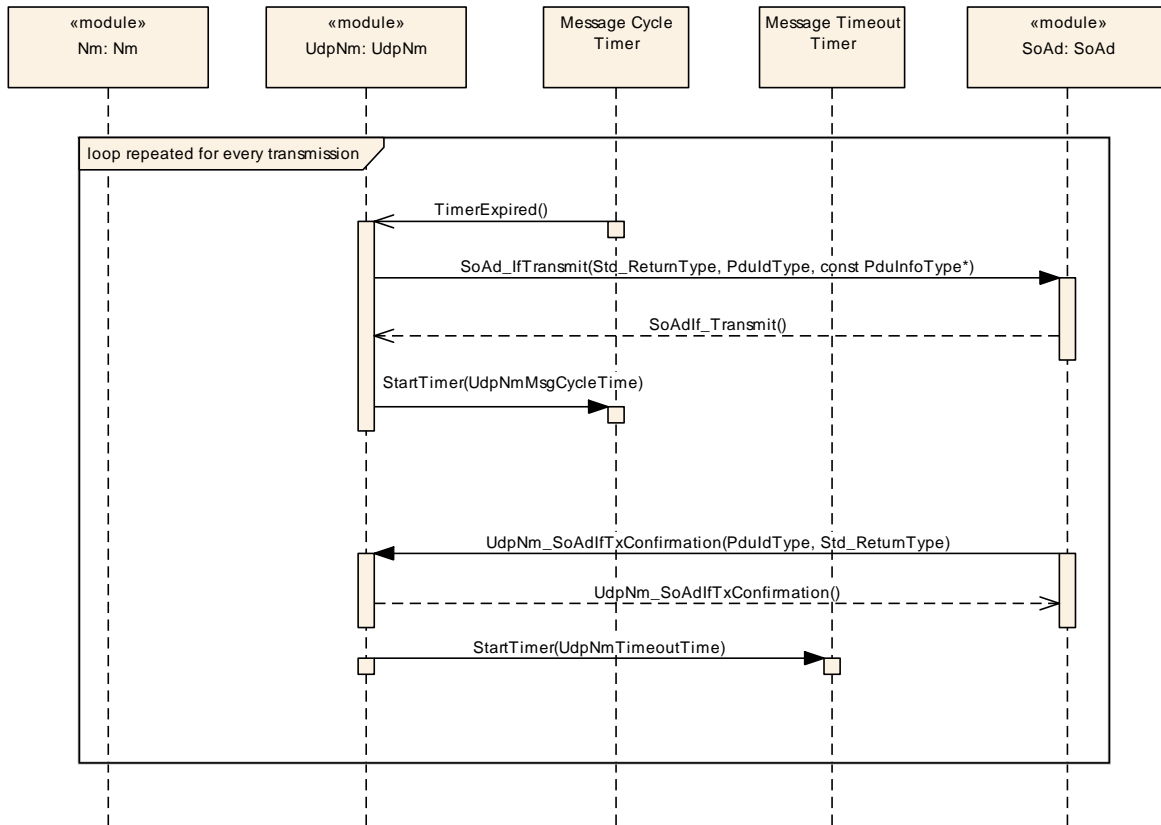 «module»
Nm: Nm
«module»
UdpNm: UdpNm
Message Cycle
Timer
Message Timeout
Timer
«module»
SoAd: SoAd
loop repeated for every transmission
TimerExpired()
SoAd_IfTransmit(Std_ReturnType, PduIdType, const PduInfoType*)
SoAdIf_Transmit()
StartTimer(UdpNmMsgCycleTime)
UdpNm_SoAdIfTxConfirmation(PduIdType, Std_ReturnType)
UdpNm_SoAdIfTxConfirmation()
StartTimer(UdpNmTimeoutTime)